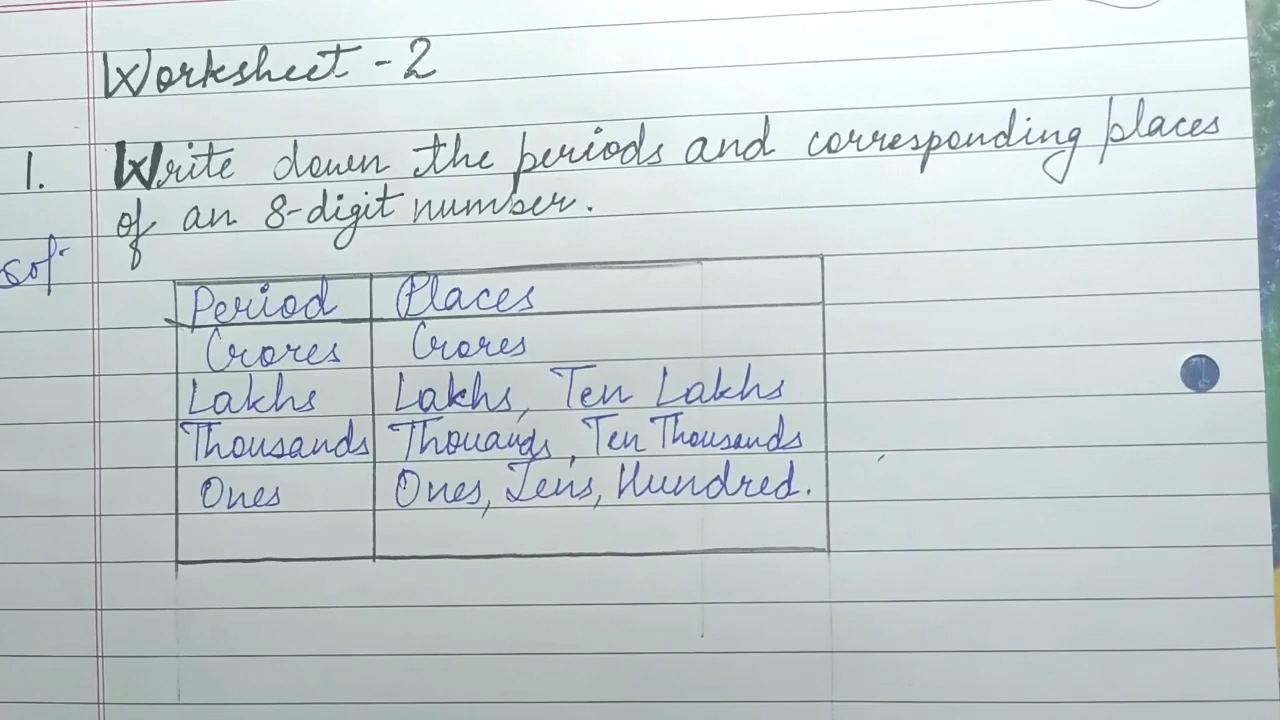 Worksheet - 2
1. Write down the periods and corresponding places
of an 8-digit number.
Sol.
Period Places
Crores Crores
Lakhs Lakhs, Ten Lakhs
Thousands Thouands, Ten Thousands
Ones Ones, Tens, Hundred.